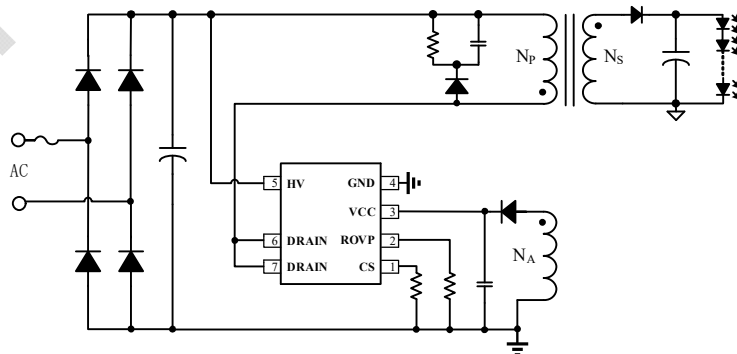 NP
NS
AC
5 HV
GND 4
VCC 3
6 DRAIN
ROVP 2
7 DRAIN
CS 1
NA